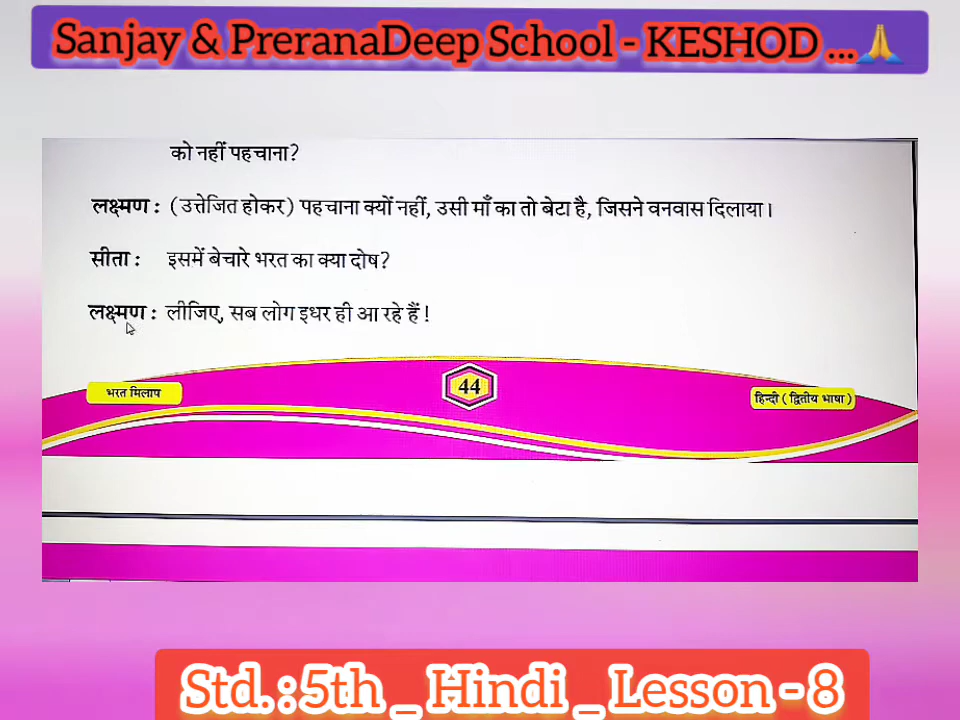 Sanjay & PreranaDeep School - KESHOD ...🙏
को नहीं पहचाना?
लक्ष्मण : (उत्तेजित होकर) पहचाना क्यों नहीं, उसी माँ का तो बेटा है, जिसने वनवास दिलाया।
सीता : इसमें बेचारे भरत का क्या दोष?
लक्ष्मण : लीजिए, सब लोग इधर ही आ रहे हैं!
भरत मिलाप
44
हिन्दी (द्वितीय भाषा)
Std. : 5th _ Hindi _ Lesson - 8